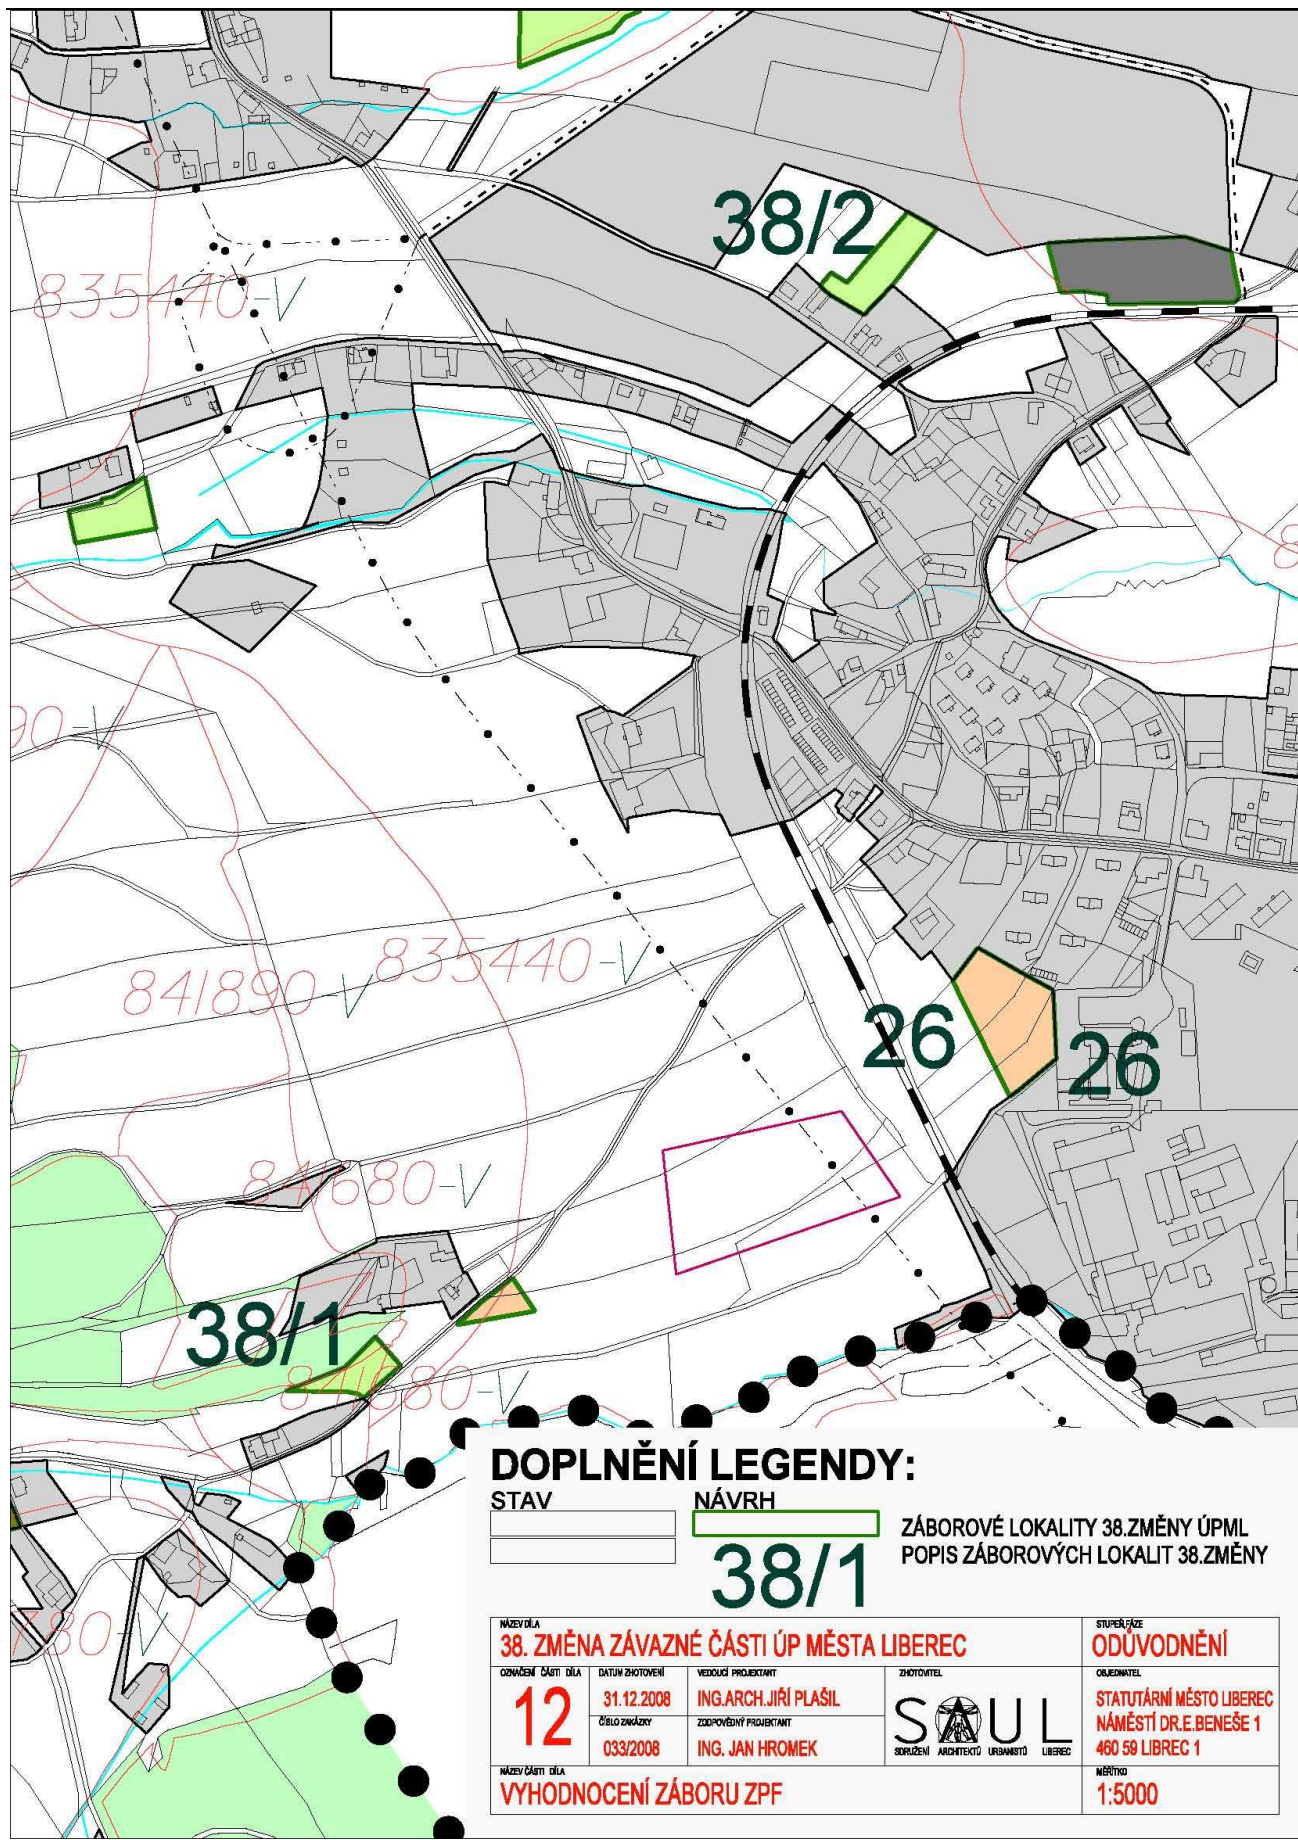 38/2
835440-V
90-V
841890-V
835440-V
26
26
841680-V
38/1
DOPLNĚNÍ LEGENDY:
STAV
NÁVRH
ZÁBOROVÉ LOKALITY 38.ZMĚNY ÚPML
38/1
POPIS ZÁBOROVÝCH LOKALIT 38.ZMĚNY
NÁZEV DÍLA
38. ZMĚNA ZÁVAZNÉ ČÁSTI ÚP MĚSTA LIBEREC
STUPEŇ,FÁZE
ODŮVODNĚNÍ
OZNAČENÍ ČÁSTI DÍLA
12
DATUM ZHOTOVENÍ
31.12.2008
ČÍSLO ZAKÁZKY
033/2008
VEDOUCÍ PROJEKTANT
ING.ARCH.JIŘÍ PLAŠIL
ZODPOVĚDNÝ PROJEKTANT
ING. JAN HROMEK
ZHOTOVITEL
SAUL
SDRUŽENÍ ARCHITEKTŮ URBANISTŮ LIBEREC
OBJEDNATEL
STATUTÁRNÍ MĚSTO LIBEREC
NÁMĚSTÍ DR.E.BENEŠE 1
460 59 LIBREC 1
NÁZEV ČÁSTI DÍLA
VYHODNOCENÍ ZÁBORU ZPF
MĚŘÍTKO
1:5000